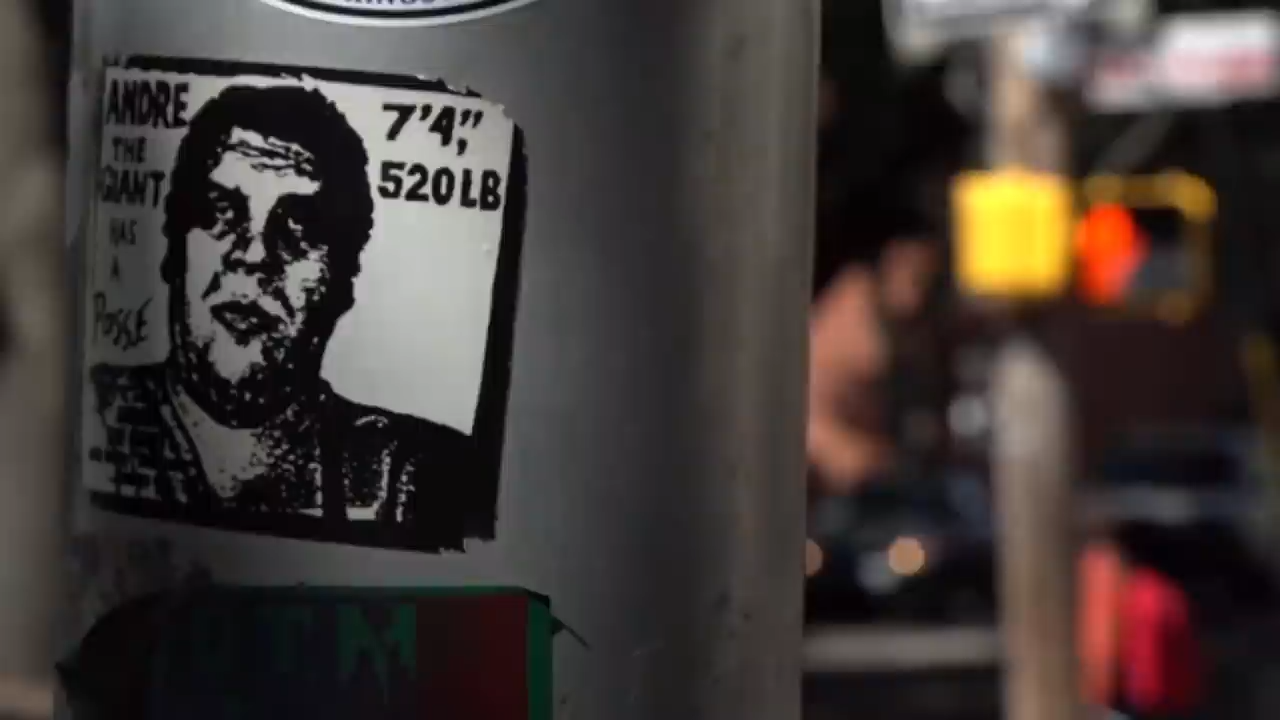 ANDRE
THE
GIANT
HAS
A
POSSE
7'4",
520 LB